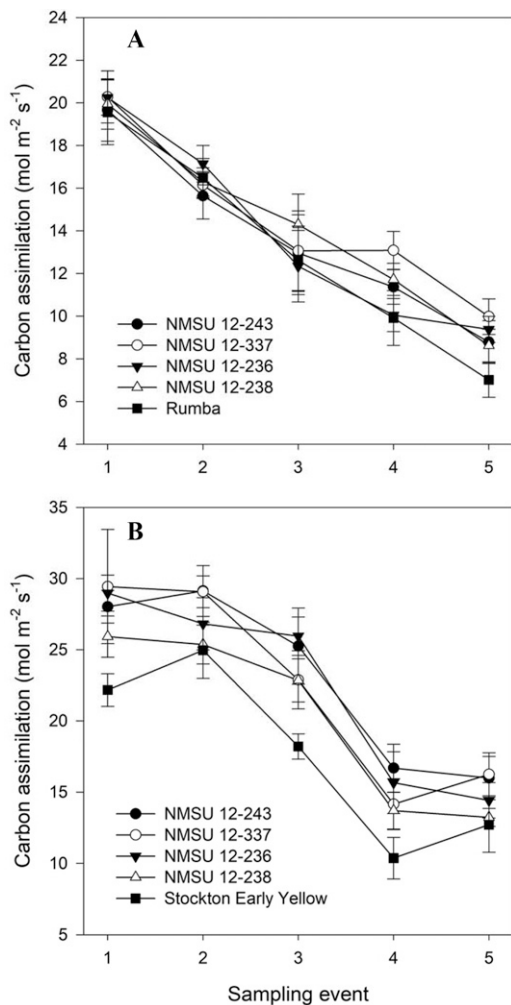 A
Carbon assimilation (mol m⁻² s⁻¹)
24
22
20
18
16
14
12
10
8
6
4
NMSU 12-243
NMSU 12-337
NMSU 12-236
NMSU 12-238
Rumba
1 2 3 4 5
B
Carbon assimilation (mol m⁻² s⁻¹)
35
30
25
20
15
10
5
NMSU 12-243
NMSU 12-337
NMSU 12-236
NMSU 12-238
Stockton Early Yellow
1 2 3 4 5
Sampling event